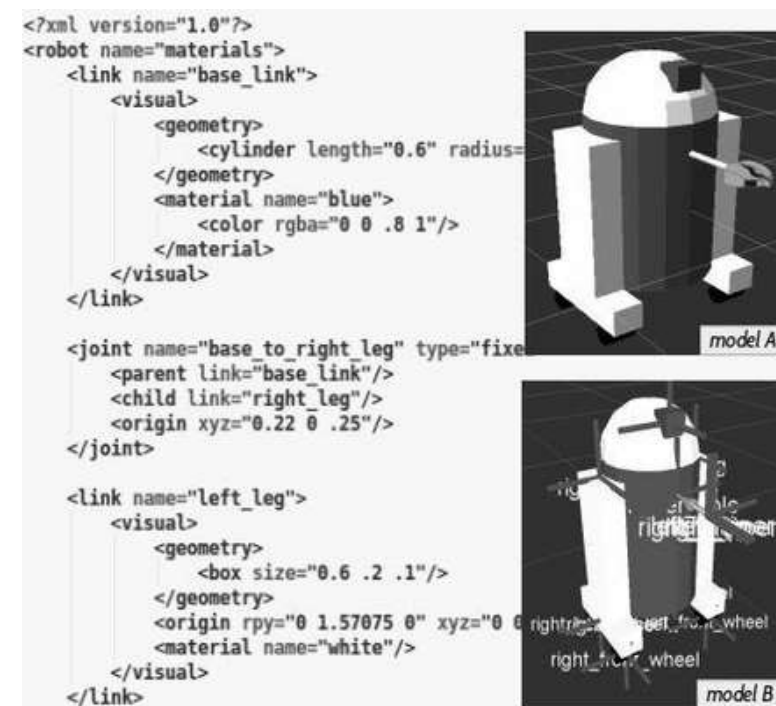 <?xml version="1.0"?>
<robot name="materials">
<link name="base_link">
<visual>
<geometry>
<cylinder length="0.6" radius=
</geometry>
<material name="blue">
<color rgba="0 0 .8 1"/>
</material>
</visual>
</link>
<joint name="base_to_right_leg" type="fixe
<parent link="base_link"/>
<child link="right_leg"/>
<origin xyz="0.22 0 .25"/>
</joint>
<link name="left_leg">
<visual>
<geometry>
<box size="0.6 .2 .1"/>
</geometry>
<origin rpy="0 1.57075 0" xyz="0 0
<material name="white"/>
</visual>
</link>
model A
right_front_wheel
model B